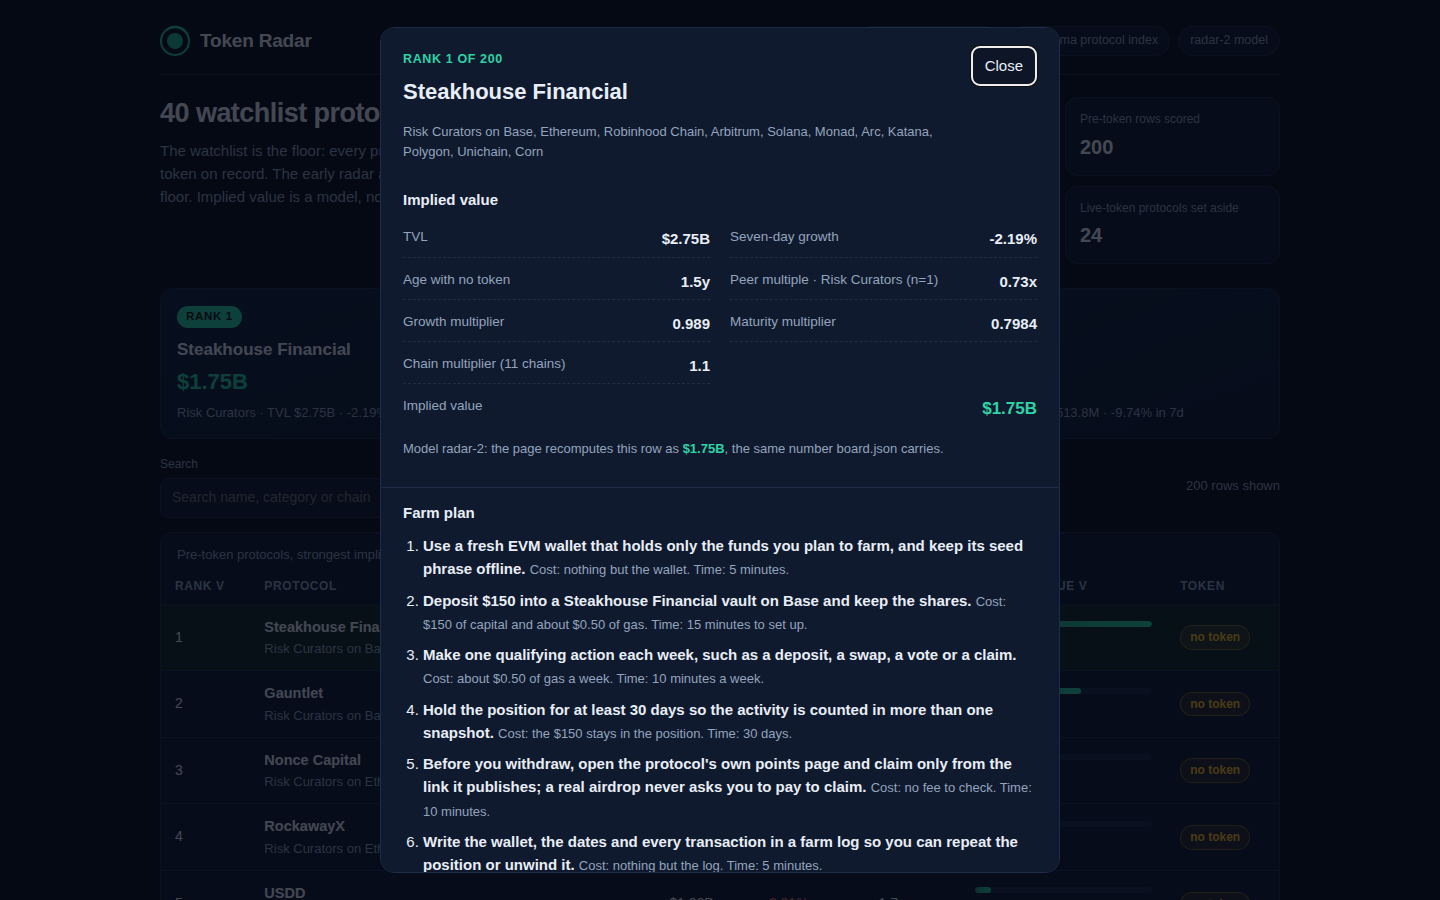 Token Radar
ma protocol index
radar-2 model
40 watchlist proto
The watchlist is the floor: every p
token on record. The early radar
floor. Implied value is a model, no
Pre-token rows scored
200
Live-token protocols set aside
24
RANK 1
Steakhouse Financial
$1.75B
Risk Curators · TVL $2.75B · -2.19%
513.8M · -9.74% in 7d
Search
Search name, category or chain
200 rows shown
Pre-token protocols, strongest impli
RANK V
PROTOCOL
UE V
TOKEN
1
Steakhouse Fina
Risk Curators on Ba
no token
2
Gauntlet
Risk Curators on Ba
no token
3
Nonce Capital
Risk Curators on Eth
no token
4
RockawayX
Risk Curators on Eth
no token
USDD
RANK 1 OF 200
Close
Steakhouse Financial
Risk Curators on Base, Ethereum, Robinhood Chain, Arbitrum, Solana, Monad, Arc, Katana,
Polygon, Unichain, Corn
Implied value
TVL
$2.75B
Seven-day growth
-2.19%
Age with no token
1.5y
Peer multiple · Risk Curators (n=1)
0.73x
Growth multiplier
0.989
Maturity multiplier
0.7984
Chain multiplier (11 chains)
1.1
Implied value
$1.75B
Model radar-2: the page recomputes this row as $1.75B, the same number board.json carries.
Farm plan
1. Use a fresh EVM wallet that holds only the funds you plan to farm, and keep its seed
phrase offline. Cost: nothing but the wallet. Time: 5 minutes.
2. Deposit $150 into a Steakhouse Financial vault on Base and keep the shares. Cost:
$150 of capital and about $0.50 of gas. Time: 15 minutes to set up.
3. Make one qualifying action each week, such as a deposit, a swap, a vote or a claim.
Cost: about $0.50 of gas a week. Time: 10 minutes a week.
4. Hold the position for at least 30 days so the activity is counted in more than one
snapshot. Cost: the $150 stays in the position. Time: 30 days.
5. Before you withdraw, open the protocol's own points page and claim only from the
link it publishes; a real airdrop never asks you to pay to claim. Cost: no fee to check. Time:
10 minutes.
6. Write the wallet, the dates and every transaction in a farm log so you can repeat the
position or unwind it. Cost: nothing but the log. Time: 5 minutes.